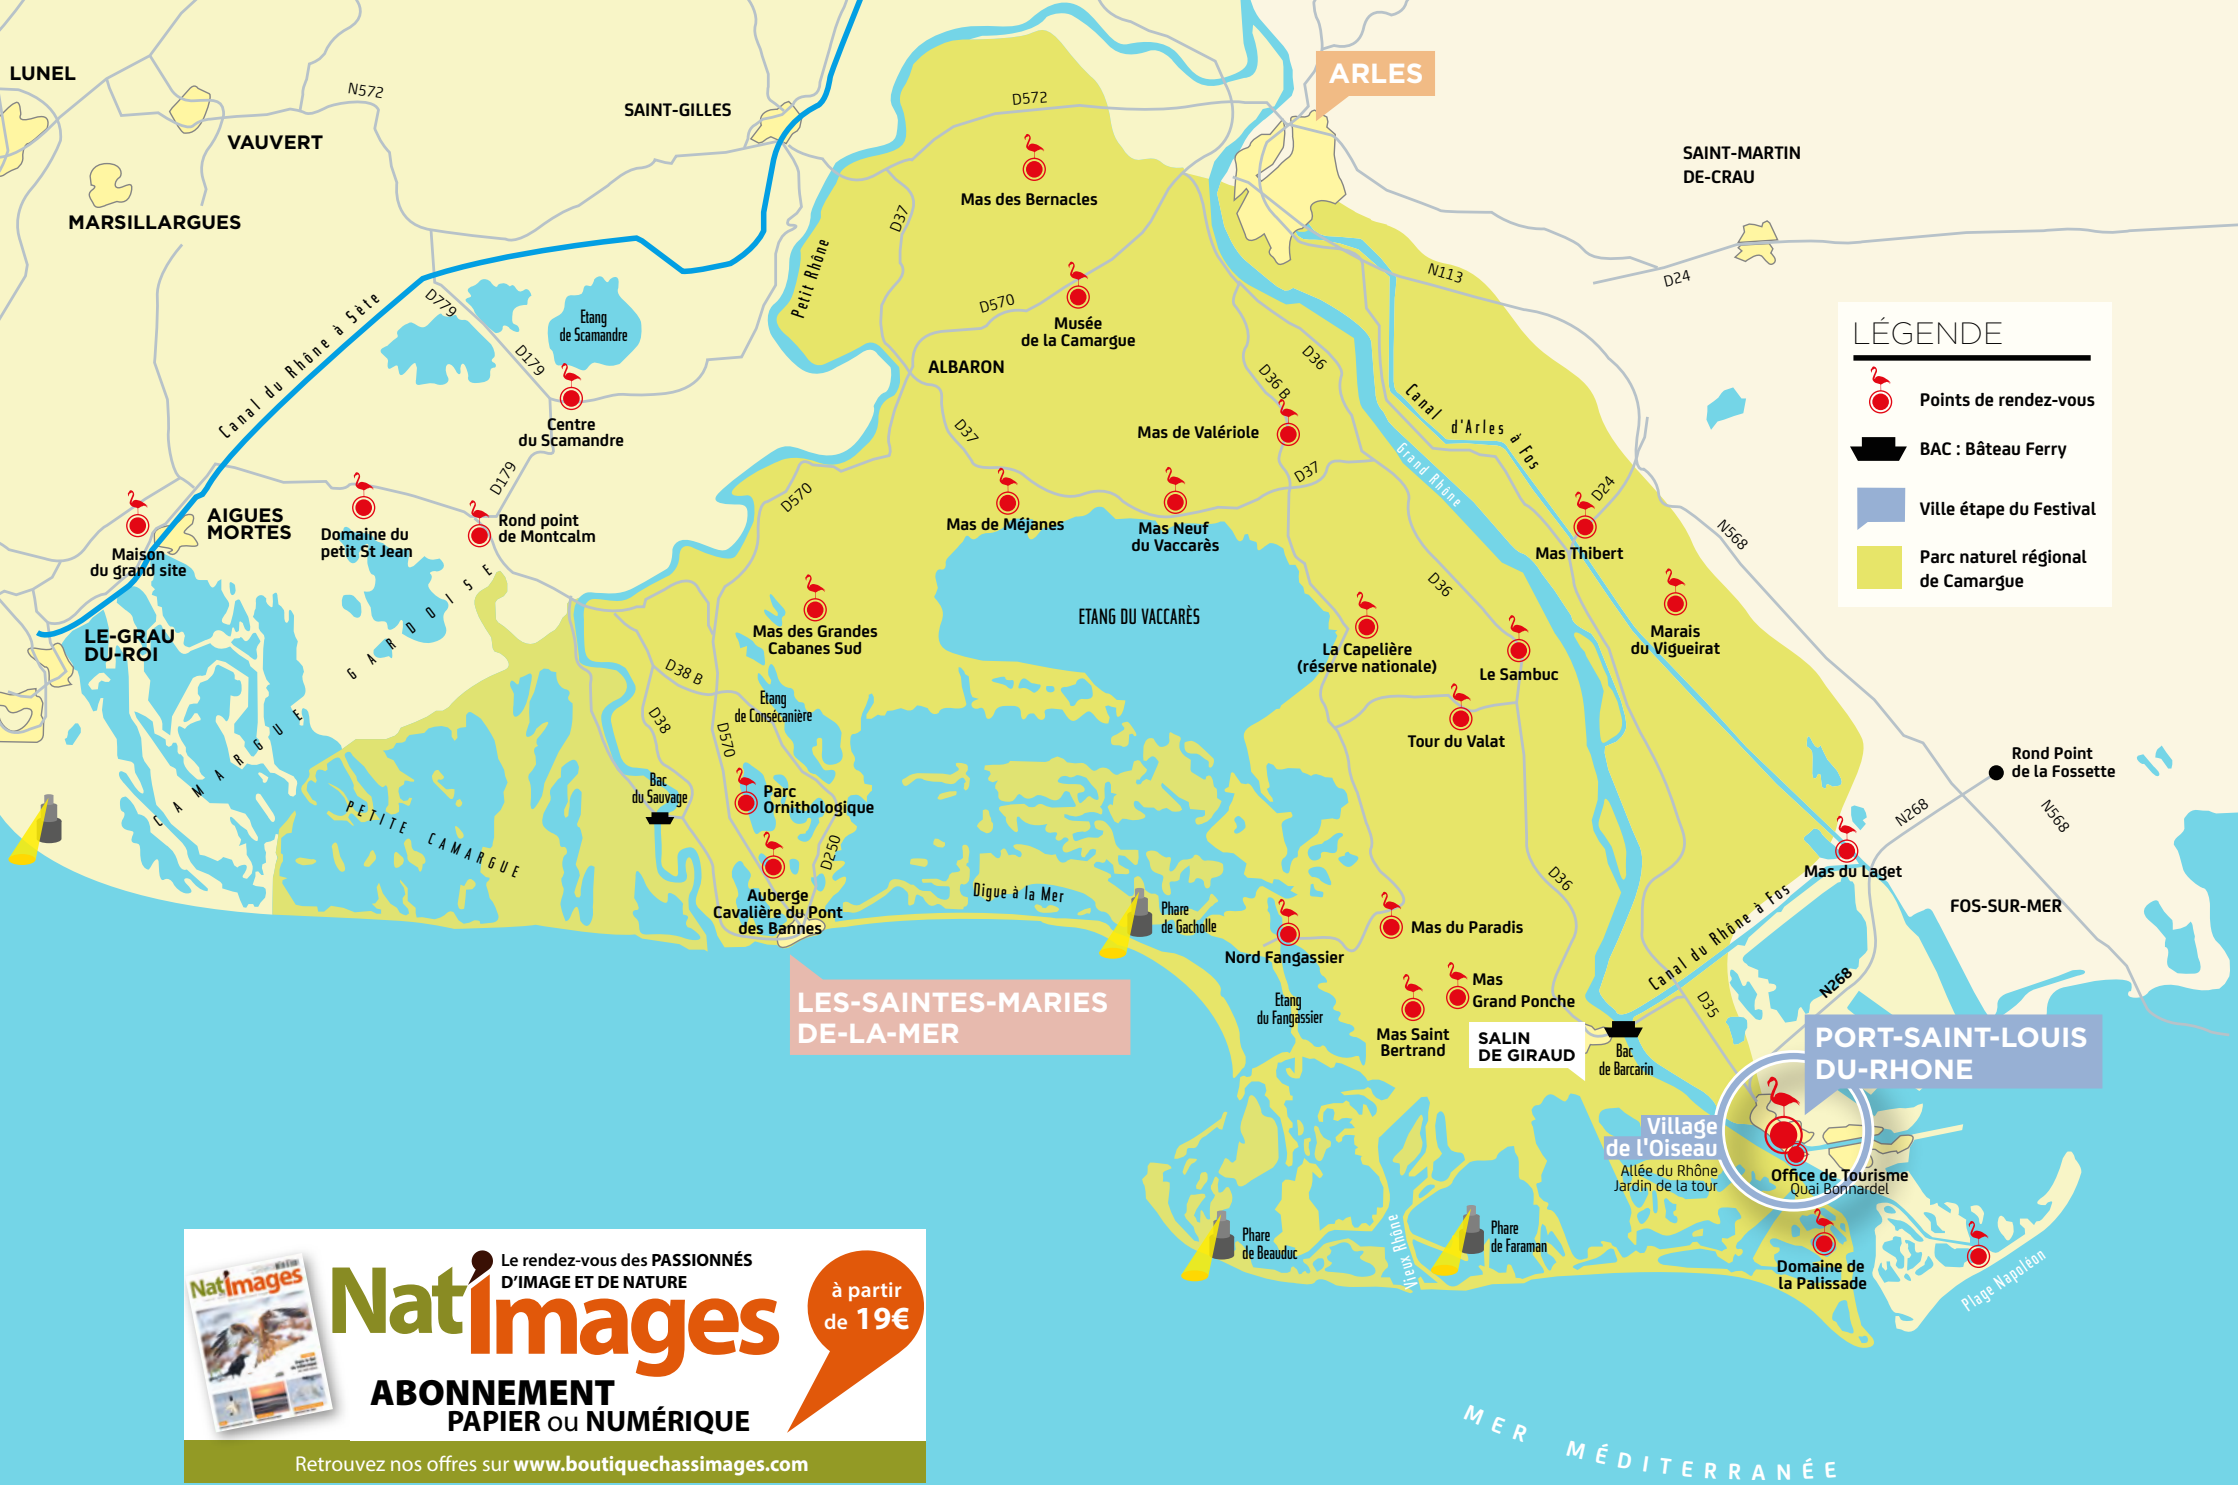 LUNEL
N572
VAUVERT
MARSILLARGUES
SAINT-GILLES
D572
ARLES
SAINT-MARTIN
DE-CRAU
Mas des Bernacles
D37
Petit Rhône
N113
D24
Canal du Rhône à Sète
D779
D179
Etang
de Scamandre
D570
Musée
de la Camargue
ALBARON
D36
D36 B
LÉGENDE
Points de rendez-vous
BAC : Bâteau Ferry
Ville étape du Festival
Parc naturel régional
de Camargue
Centre
du Scamandre
D179
D37
Mas de Valériole
Canal
d'Arles
à Fos
Grand Rhône
D37
D24
N568
AIGUES
MORTES
Maison
du grand site
Domaine du
petit St Jean
Rond point
de Montcalm
D570
Mas de Méjanes
Mas Neuf
du Vaccarès
Mas Thibert
D36
LE-GRAU
DU-ROI
CAMARGUE
GARDOISE
Mas des Grandes
Cabanes Sud
ETANG DU VACCARÈS
La Capelière
(réserve nationale)
Le Sambuc
Marais
du Vigueirat
D38 B
D38
D570
Etang
de Consécanière
Tour du Valat
Rond Point
de la Fossette
Bac
du Sauvage
Parc
Ornithologique
N268
N568
PETITE CAMARGUE
D250
Mas du Laget
Auberge
Cavalière du Pont
des Bannes
Digue à la Mer
Phare
de Gacholle
D36
FOS-SUR-MER
Mas du Paradis
Nord Fangassier
Canal du Rhône à Fos
LES-SAINTES-MARIES
DE-LA-MER
Etang
du Fangassier
Mas
Grand Ponche
Mas Saint
Bertrand
SALIN
DE GIRAUD
Bac
de Barcarin
D35
N268
PORT-SAINT-LOUIS
DU-RHONE
Village
de l'Oiseau
Allée du Rhône
Jardin de la tour
Office de Tourisme
Quai Bonnardel
Phare
de Beauduc
Vieux Rhône
Phare
de Faraman
Domaine de
la Palissade
Plage Napoléon
MER MÉDITERRANÉE
Nat'Images
Le rendez-vous des PASSIONNÉS
D'IMAGE ET DE NATURE
Nat'Images
à partir
de 19€
ABONNEMENT
PAPIER ou NUMÉRIQUE
Retrouvez nos offres sur www.boutiquechassimages.com